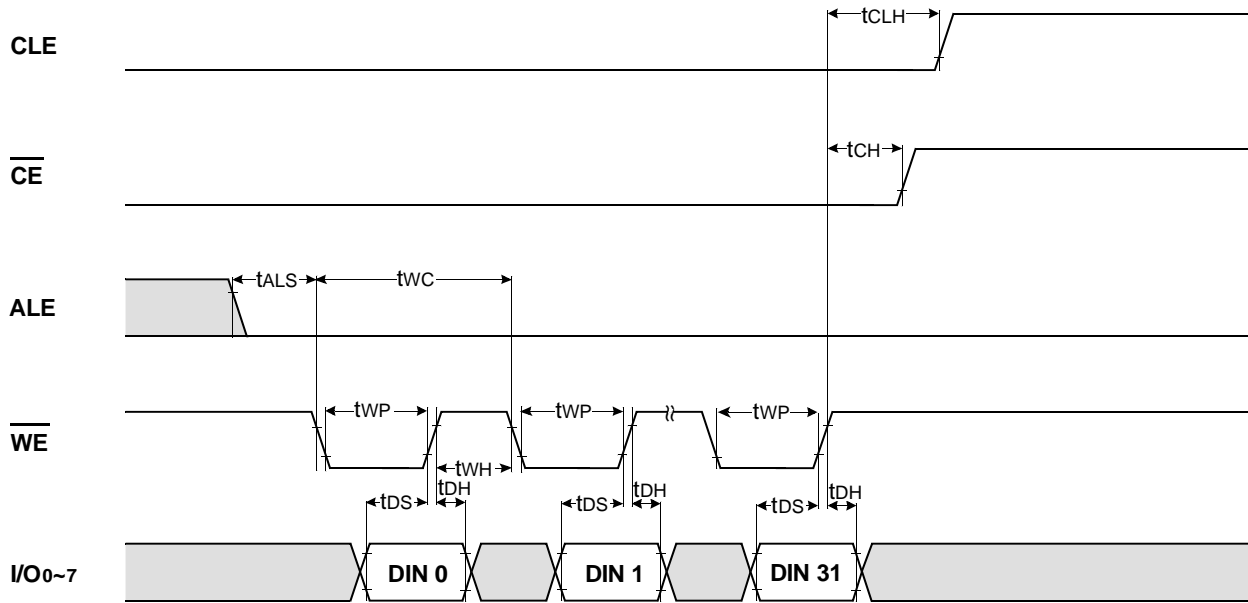 CLE
tCLH
CE
tCH
ALE
tALS
tWC
WE
tWP
tWP
tWP
tWH
tDS
tDH
tDS
tDH
tDS
tDH
I/O0~7
DIN 0
DIN 1
DIN 31